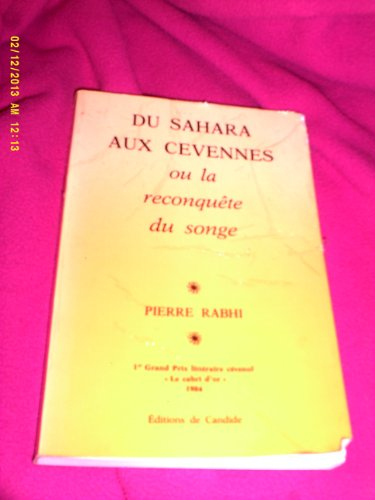 02/12/2013 AM 12:13
DU SAHARA
AUX CEVENNES
ou la
reconquête
du songe
PIERRE RABHI
1er Grand Prix littéraire cévenol
- Le cabri d'or -
1984
Éditions de Candide